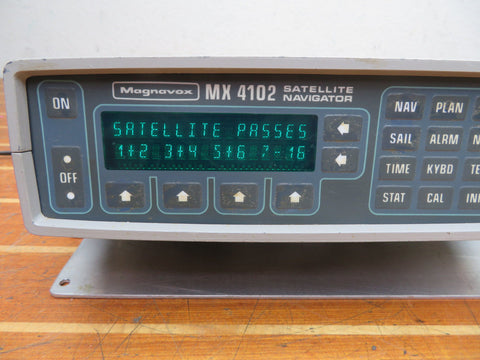 Magnavox MX 4102 SATELLITE NAVIGATOR
ON
OFF
SATELLITE PASSES
1+2 3+4 5+6 7-16
NAV PLAN
SAIL ALRM
TIME KYBD
STAT CAL